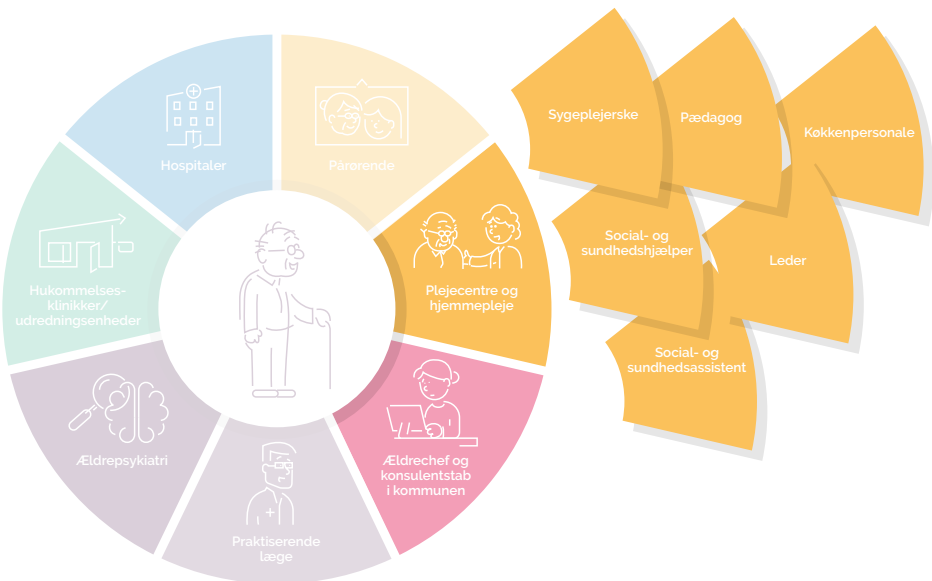 Hospitaler
Pårørende
Hukommelses-
klinikker/
udredningsenheder
Plejecentre og
hjemmepleje
Ældrepsykiatri
Ældrechef og
konsulentstab
i kommunen
Praktiserende
læge
Sygeplejerske
Pædagog
Køkkenpersonale
Social- og
sundhedshjælper
Leder
Social- og
sundhedsassistent